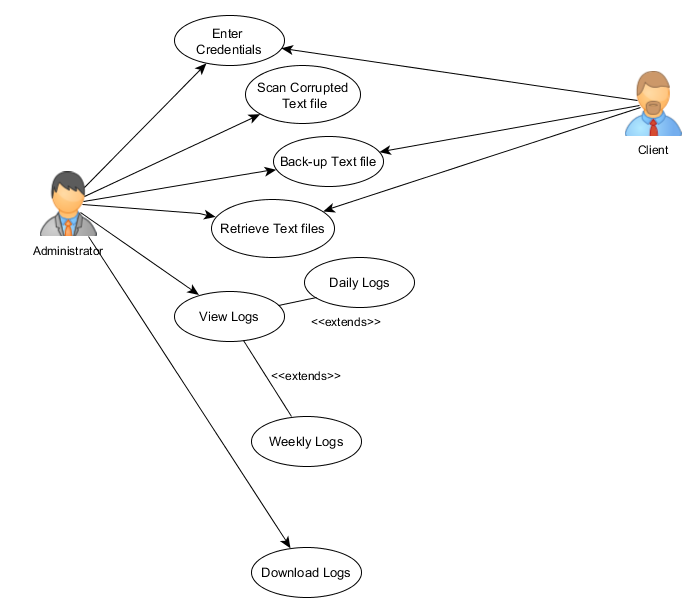 Enter
Credentials
Scan Corrupted
Text file
Client
Back-up Text file
Retrieve Text files
Administrator
Daily Logs
View Logs
<<extends>>
<<extends>>
Weekly Logs
Download Logs